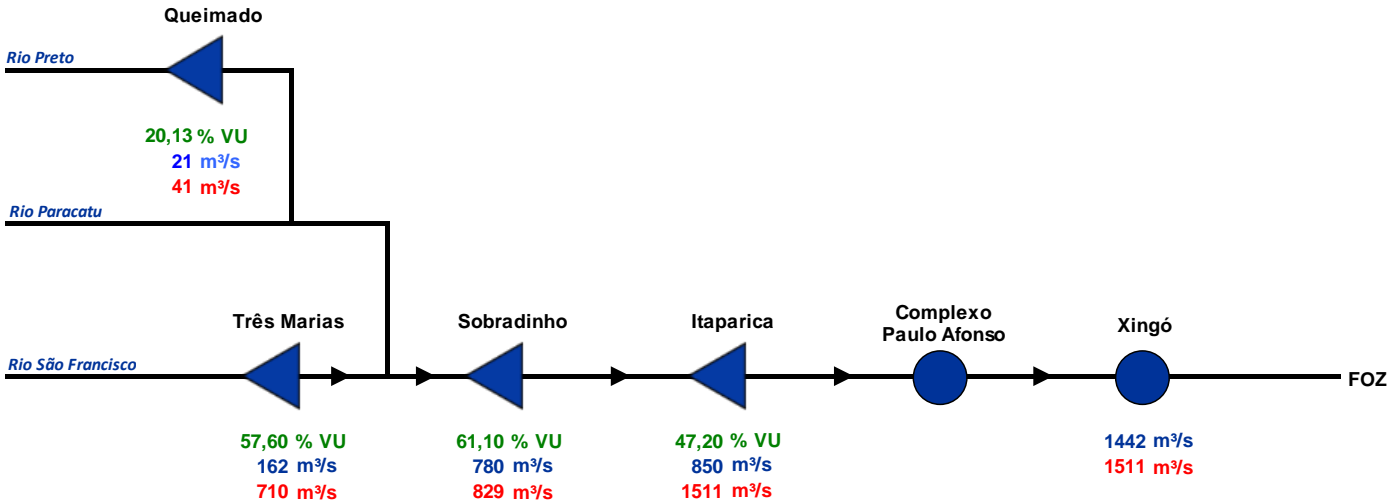 Queimado
Rio Preto
20,13 % VU
21 m³/s
41 m³/s
Rio Paracatu
Três Marias
Sobradinho
Itaparica
Complexo
Paulo Afonso
Xingó
Rio São Francisco
FOZ
57,60 % VU
162 m³/s
710 m³/s
61,10 % VU
780 m³/s
829 m³/s
47,20 % VU
850 m³/s
1511 m³/s
1442 m³/s
1511 m³/s